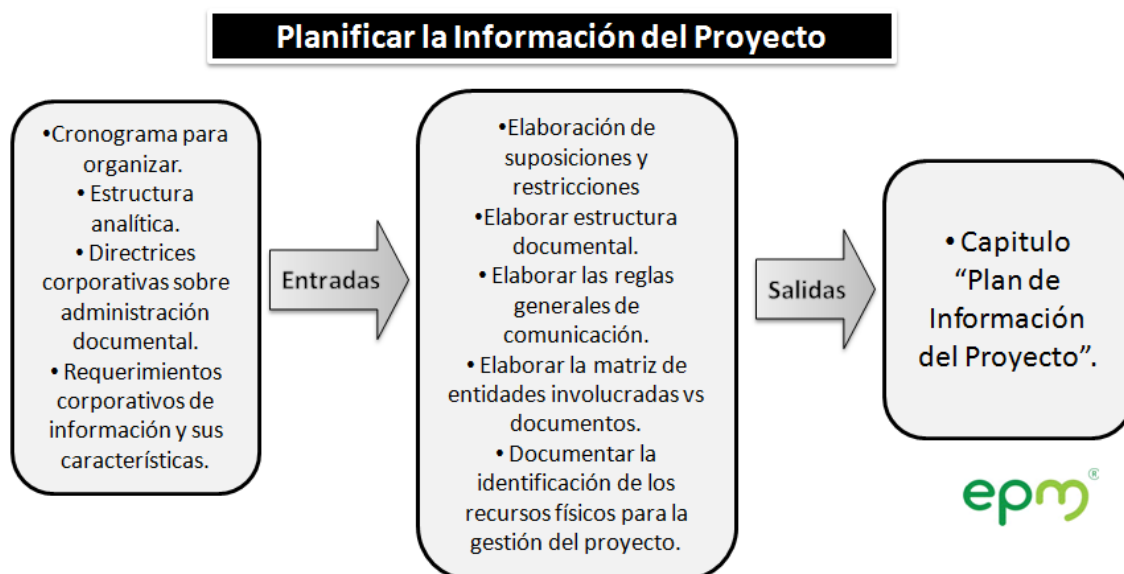 Planificar la Información del Proyecto
•Cronograma para
organizar.
• Estructura
analítica.
• Directrices
corporativas sobre
administración
documental.
• Requerimientos
corporativos de
información y sus
características.
Entradas
•Elaboración de
suposiciones y
restricciones
•Elaborar estructura
documental.
• Elaborar las reglas
generales de
comunicación.
• Elaborar la matriz de
entidades involucradas vs
documentos.
• Documentar la
identificación de los
recursos físicos para la
gestión del proyecto.
Salidas
• Capitulo
“Plan de
Información
del Proyecto”.
epm®